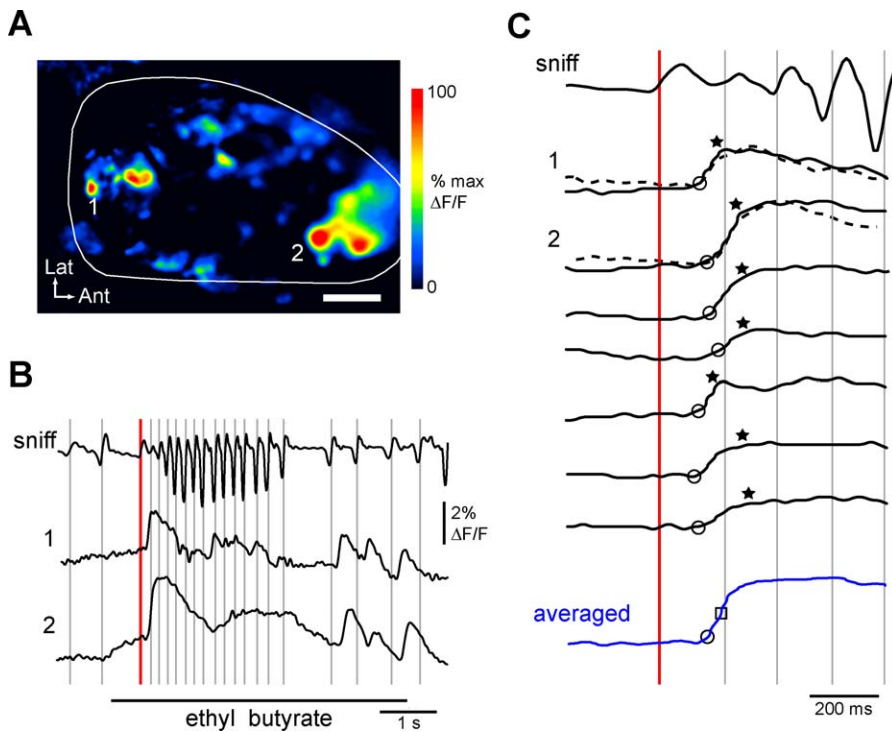 A
100
% max
ΔF/F
0
1
2
Lat
Ant
B
sniff
2%
ΔF/F
1
2
ethyl butyrate
1 s
C
sniff
1
2
averaged
200 ms